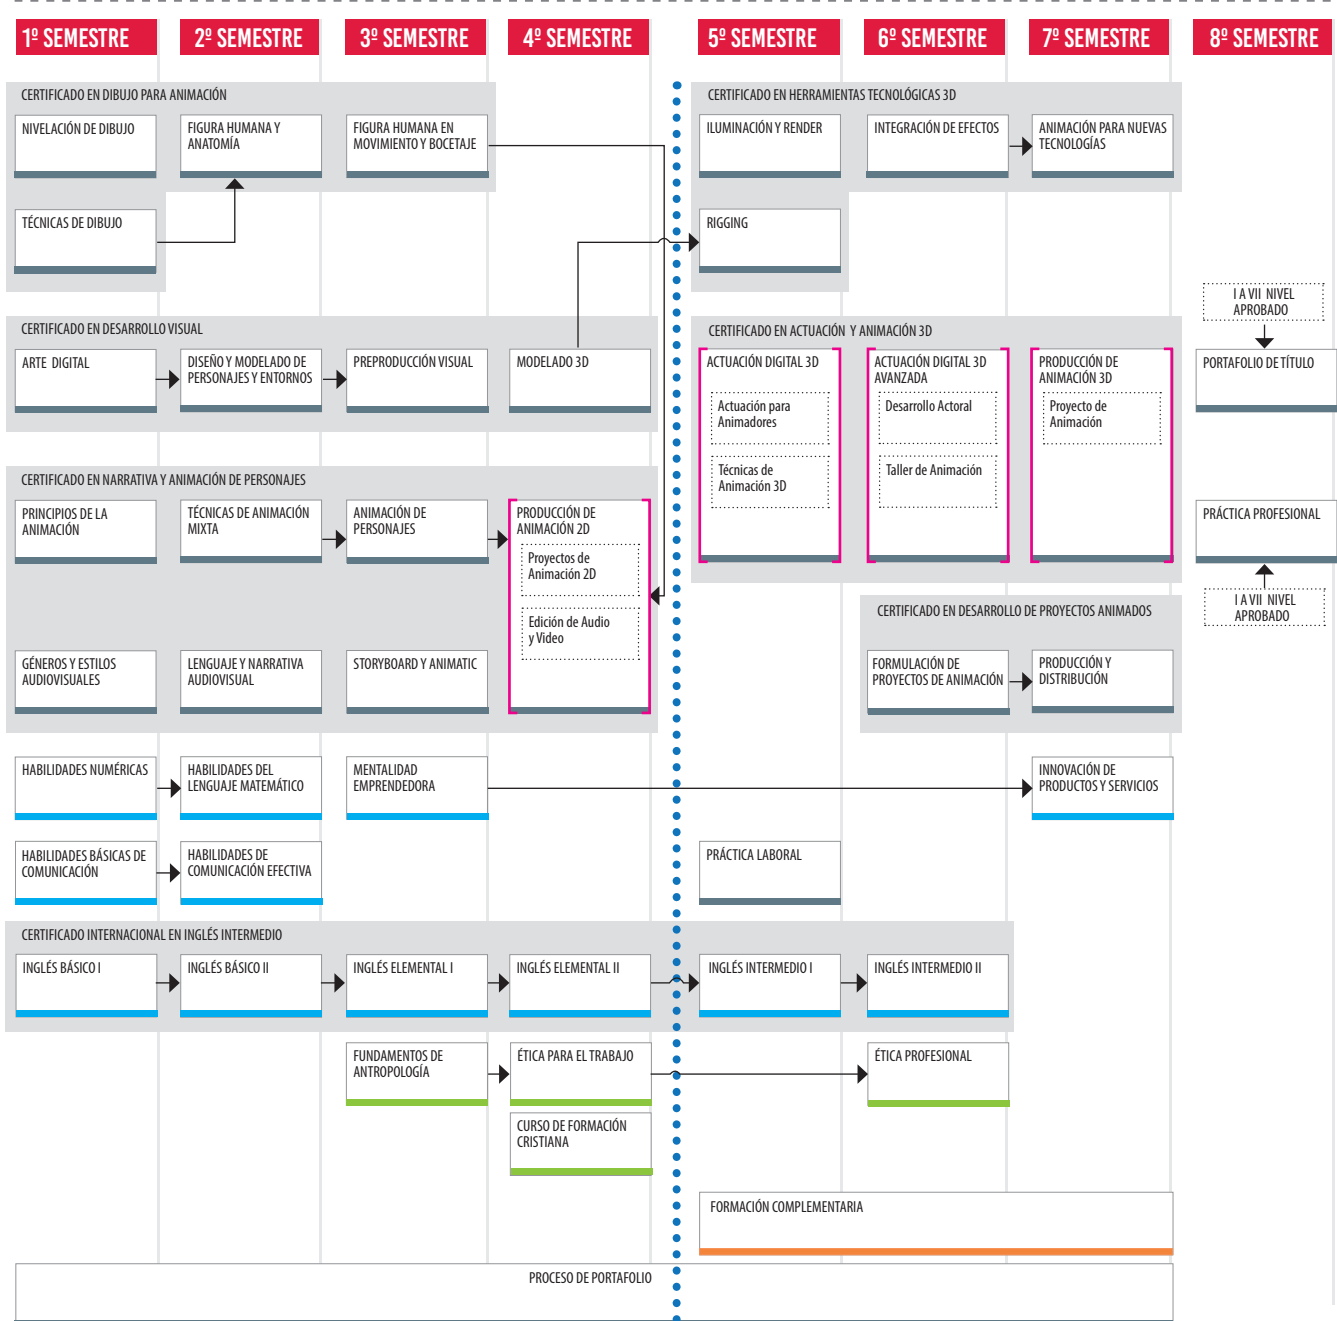 1º SEMESTRE
2º SEMESTRE
3º SEMESTRE
4º SEMESTRE
5º SEMESTRE
6º SEMESTRE
7º SEMESTRE
8º SEMESTRE
CERTIFICADO EN DIBUJO PARA ANIMACIÓN
NIVELACIÓN DE DIBUJO
FIGURA HUMANA Y
ANATOMÍA
FIGURA HUMANA EN
MOVIMIENTO Y BOCETAJE
TÉCNICAS DE DIBUJO
CERTIFICADO EN HERRAMIENTAS TECNOLÓGICAS 3D
ILUMINACIÓN Y RENDER
INTEGRACIÓN DE EFECTOS
ANIMACIÓN PARA NUEVAS
TECNOLOGÍAS
RIGGING
I A VII NIVEL
APROBADO
CERTIFICADO EN DESARROLLO VISUAL
ARTE DIGITAL
DISEÑO Y MODELADO DE
PERSONAJES Y ENTORNOS
PREPRODUCCIÓN VISUAL
MODELADO 3D
CERTIFICADO EN ACTUACIÓN Y ANIMACIÓN 3D
ACTUACIÓN DIGITAL 3D
Actuación para
Animadores
Técnicas de
Animación 3D
ACTUACIÓN DIGITAL 3D
AVANZADA
Desarrollo Actoral
Taller de Animación
PRODUCCIÓN DE
ANIMACIÓN 3D
Proyecto de
Animación
PORTAFOLIO DE TÍTULO
CERTIFICADO EN NARRATIVA Y ANIMACIÓN DE PERSONAJES
PRINCIPIOS DE LA
ANIMACIÓN
TÉCNICAS DE ANIMACIÓN
MIXTA
ANIMACIÓN DE
PERSONAJES
PRODUCCIÓN DE
ANIMACIÓN 2D
Proyectos de
Animación 2D
Edición de Audio
y Video
PRÁCTICA PROFESIONAL
I A VII NIVEL
APROBADO
GÉNEROS Y ESTILOS
AUDIOVISUALES
LENGUAJE Y NARRATIVA
AUDIOVISUAL
STORYBOARD Y ANIMATIC
CERTIFICADO EN DESARROLLO DE PROYECTOS ANIMADOS
FORMULACIÓN DE
PROYECTOS DE ANIMACIÓN
PRODUCCIÓN Y
DISTRIBUCIÓN
HABILIDADES NUMÉRICAS
HABILIDADES DEL
LENGUAJE MATEMÁTICO
MENTALIDAD
EMPRENDEDORA
INNOVACIÓN DE
PRODUCTOS Y SERVICIOS
HABILIDADES BÁSICAS DE
COMUNICACIÓN
HABILIDADES DE
COMUNICACIÓN EFECTIVA
PRÁCTICA LABORAL
CERTIFICADO INTERNACIONAL EN INGLÉS INTERMEDIO
INGLÉS BÁSICO I
INGLÉS BÁSICO II
INGLÉS ELEMENTAL I
INGLÉS ELEMENTAL II
INGLÉS INTERMEDIO I
INGLÉS INTERMEDIO II
FUNDAMENTOS DE
ANTROPOLOGÍA
ÉTICA PARA EL TRABAJO
ÉTICA PROFESIONAL
CURSO DE FORMACIÓN
CRISTIANA
FORMACIÓN COMPLEMENTARIA
PROCESO DE PORTAFOLIO